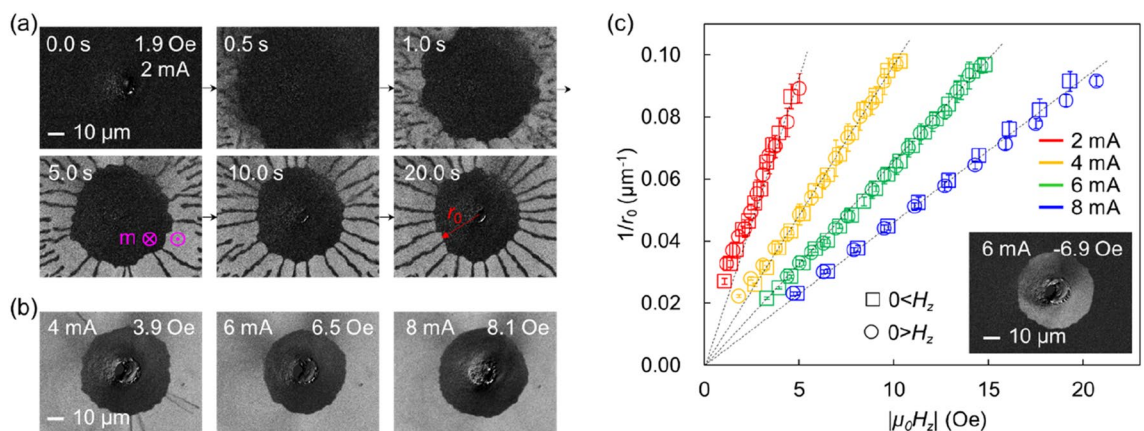 (a)
0.0 s 1.9 Oe
2 mA
10 μm
0.5 s
1.0 s
5.0 s
m
10.0 s
20.0 s
r0
(b)
4 mA 3.9 Oe
10 μm
6 mA 6.5 Oe
8 mA 8.1 Oe
(c)
1/r0 (μm⁻¹)
0.10
0.08
0.06
0.04
0.02
0.00
0 5 10 15 20
|μ0Hz| (Oe)
2 mA
4 mA
6 mA
8 mA
0<Hz
0>Hz
6 mA -6.9 Oe
10 μm